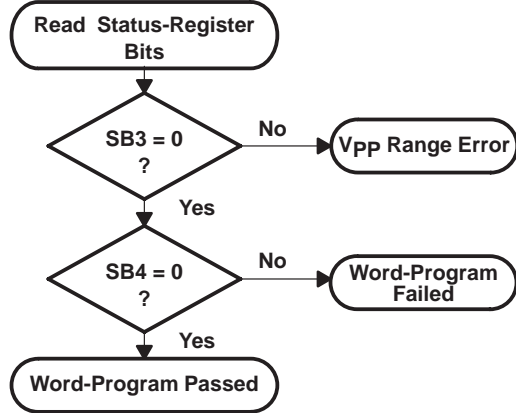 Read Status-Register
Bits
SB3 = 0
?
No
VPP Range Error
Yes
SB4 = 0
?
No
Word-Program
Failed
Yes
Word-Program Passed